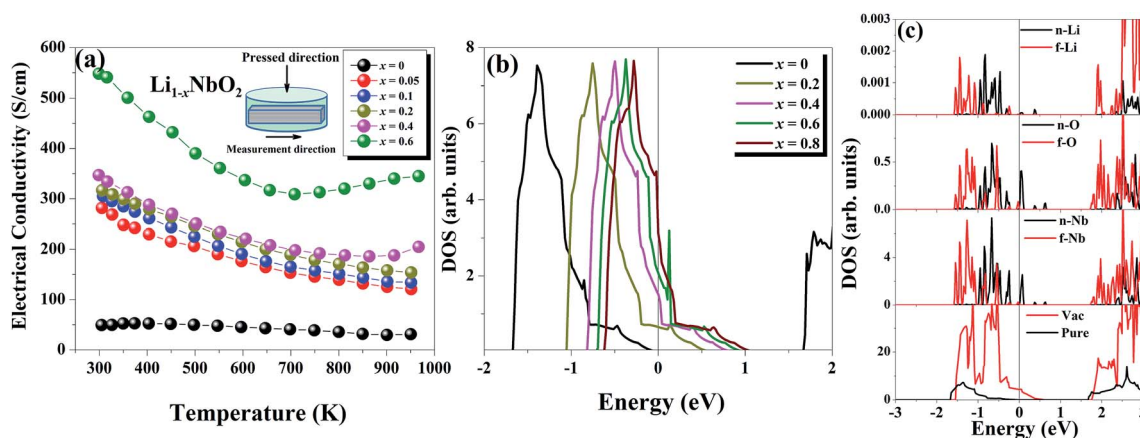 (a)
Li1-xNbO2
Pressed direction
Measurement direction
x = 0
x = 0.05
x = 0.1
x = 0.2
x = 0.4
x = 0.6
Electrical Conductivity (S/cm)
600
500
400
300
200
100
0
300 400 500 600 700 800 900 1000
Temperature (K)
(b)
x = 0
x = 0.2
x = 0.4
x = 0.6
x = 0.8
DOS (arb. units)
8
6
4
2
-2 -1 0 1 2
Energy (eV)
(c)
n-Li
f-Li
0.003
0.002
0.001
0.000
n-O
f-O
0.5
0.0
n-Nb
f-Nb
4
0
Vac
Pure
20
0
DOS (arb. units)
-3 -2 -1 0 1 2
Energy (eV)